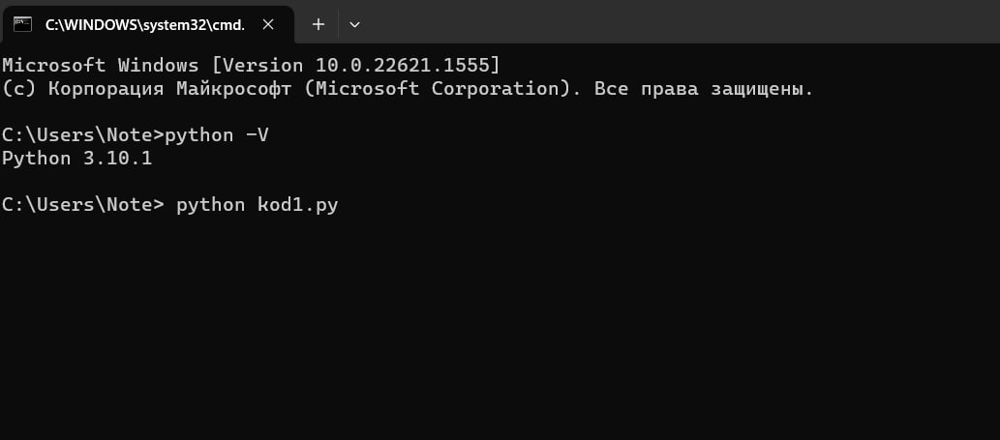 C:\WINDOWS\system32\cmd.
Microsoft Windows [Version 10.0.22621.1555]
(c) Корпорация Майкрософт (Microsoft Corporation). Все права защищены.
C:\Users\Note>python -V
Python 3.10.1
C:\Users\Note> python kod1.py